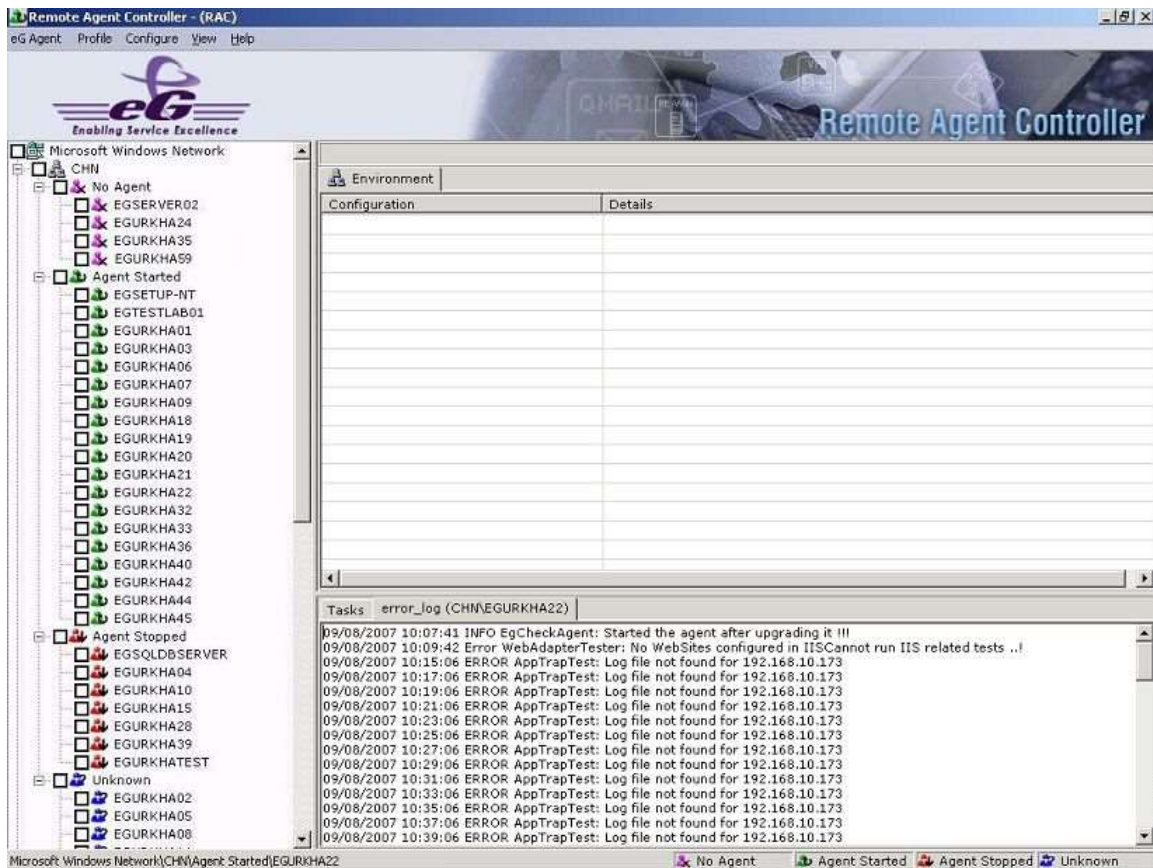 Remote Agent Controller - (RAC)
eG Agent Profile Configure View Help
eG
Enabling Service Excellence
QMAIL
Remote Agent Controller
Microsoft Windows Network
CHN
No Agent
EGSERVER02
EGURKHA24
EGURKHA35
EGURKHA59
Agent Started
EGSETUP-NT
EGTESTLAB01
EGURKHA01
EGURKHA03
EGURKHA06
EGURKHA07
EGURKHA09
EGURKHA18
EGURKHA19
EGURKHA20
EGURKHA21
EGURKHA22
EGURKHA32
EGURKHA33
EGURKHA36
EGURKHA40
EGURKHA42
EGURKHA44
EGURKHA45
Agent Stopped
EGSQLDBSERVER
EGURKHA04
EGURKHA10
EGURKHA15
EGURKHA28
EGURKHA39
EGURKHATEST
Unknown
EGURKHA02
EGURKHA05
EGURKHA08
Environment
Configuration Details
Tasks error_log (CHN\EGURKHA22)
09/08/2007 10:07:41 INFO EgCheckAgent: Started the agent after upgrading it !!!
09/08/2007 10:09:42 Error WebAdapterTester: No WebSites configured in IISCannot run IIS related tests ..!
09/08/2007 10:15:06 ERROR AppTrapTest: Log file not found for 192.168.10.173
09/08/2007 10:17:06 ERROR AppTrapTest: Log file not found for 192.168.10.173
09/08/2007 10:19:06 ERROR AppTrapTest: Log file not found for 192.168.10.173
09/08/2007 10:21:06 ERROR AppTrapTest: Log file not found for 192.168.10.173
09/08/2007 10:23:06 ERROR AppTrapTest: Log file not found for 192.168.10.173
09/08/2007 10:25:06 ERROR AppTrapTest: Log file not found for 192.168.10.173
09/08/2007 10:27:06 ERROR AppTrapTest: Log file not found for 192.168.10.173
09/08/2007 10:29:06 ERROR AppTrapTest: Log file not found for 192.168.10.173
09/08/2007 10:31:06 ERROR AppTrapTest: Log file not found for 192.168.10.173
09/08/2007 10:33:06 ERROR AppTrapTest: Log file not found for 192.168.10.173
09/08/2007 10:35:06 ERROR AppTrapTest: Log file not found for 192.168.10.173
09/08/2007 10:37:06 ERROR AppTrapTest: Log file not found for 192.168.10.173
09/08/2007 10:39:06 ERROR AppTrapTest: Log file not found for 192.168.10.173
Microsoft Windows Network\CHN\Agent Started\EGURKHA22
No Agent Agent Started Agent Stopped Unknown